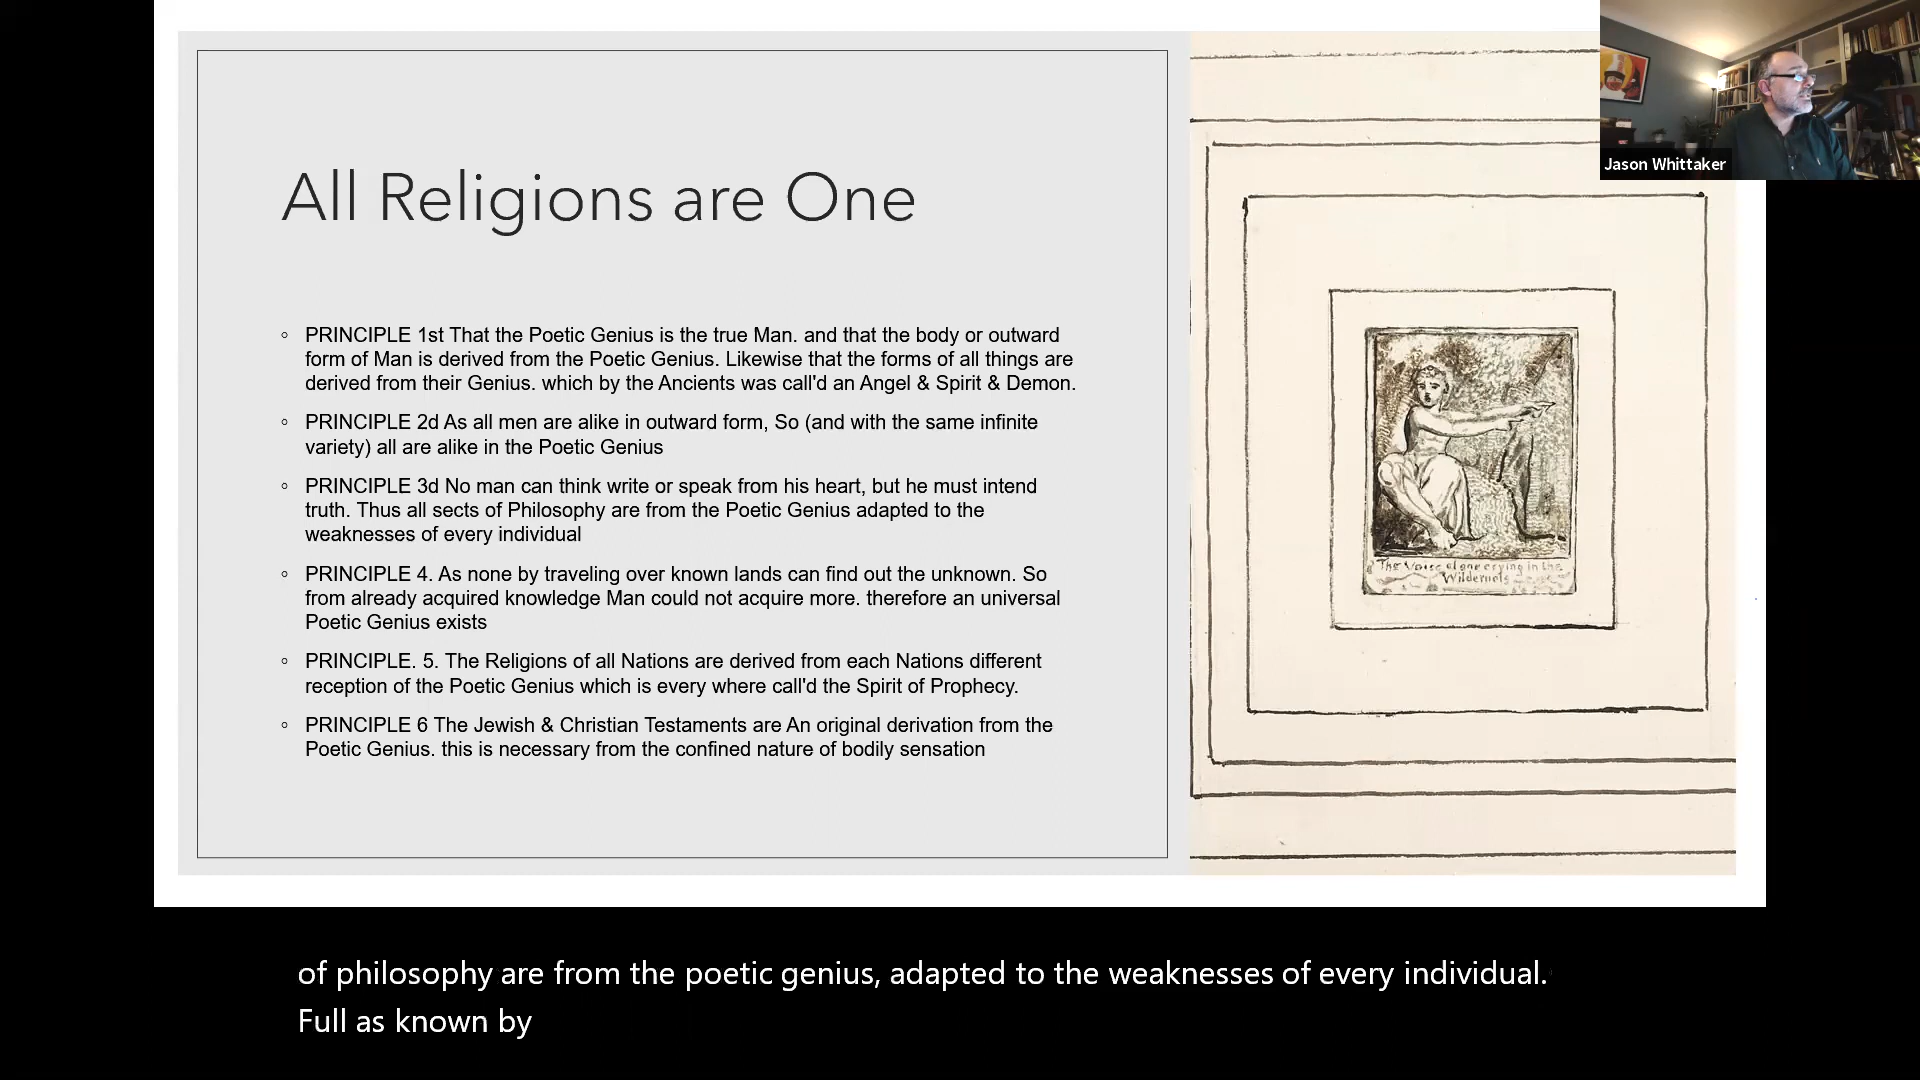 Jason Whittaker
All Religions are One
◦ PRINCIPLE 1st That the Poetic Genius is the true Man. and that the body or outward
form of Man is derived from the Poetic Genius. Likewise that the forms of all things are
derived from their Genius. which by the Ancients was call'd an Angel & Spirit & Demon.
◦ PRINCIPLE 2d As all men are alike in outward form, So (and with the same infinite
variety) all are alike in the Poetic Genius
◦ PRINCIPLE 3d No man can think write or speak from his heart, but he must intend
truth. Thus all sects of Philosophy are from the Poetic Genius adapted to the
weaknesses of every individual
◦ PRINCIPLE 4. As none by traveling over known lands can find out the unknown. So
from already acquired knowledge Man could not acquire more. therefore an universal
Poetic Genius exists
◦ PRINCIPLE. 5. The Religions of all Nations are derived from each Nations different
reception of the Poetic Genius which is every where call'd the Spirit of Prophecy.
◦ PRINCIPLE 6 The Jewish & Christian Testaments are An original derivation from the
Poetic Genius. this is necessary from the confined nature of bodily sensation
The Voice of one crying in the
Wilderness
of philosophy are from the poetic genius, adapted to the weaknesses of every individual.
Full as known by